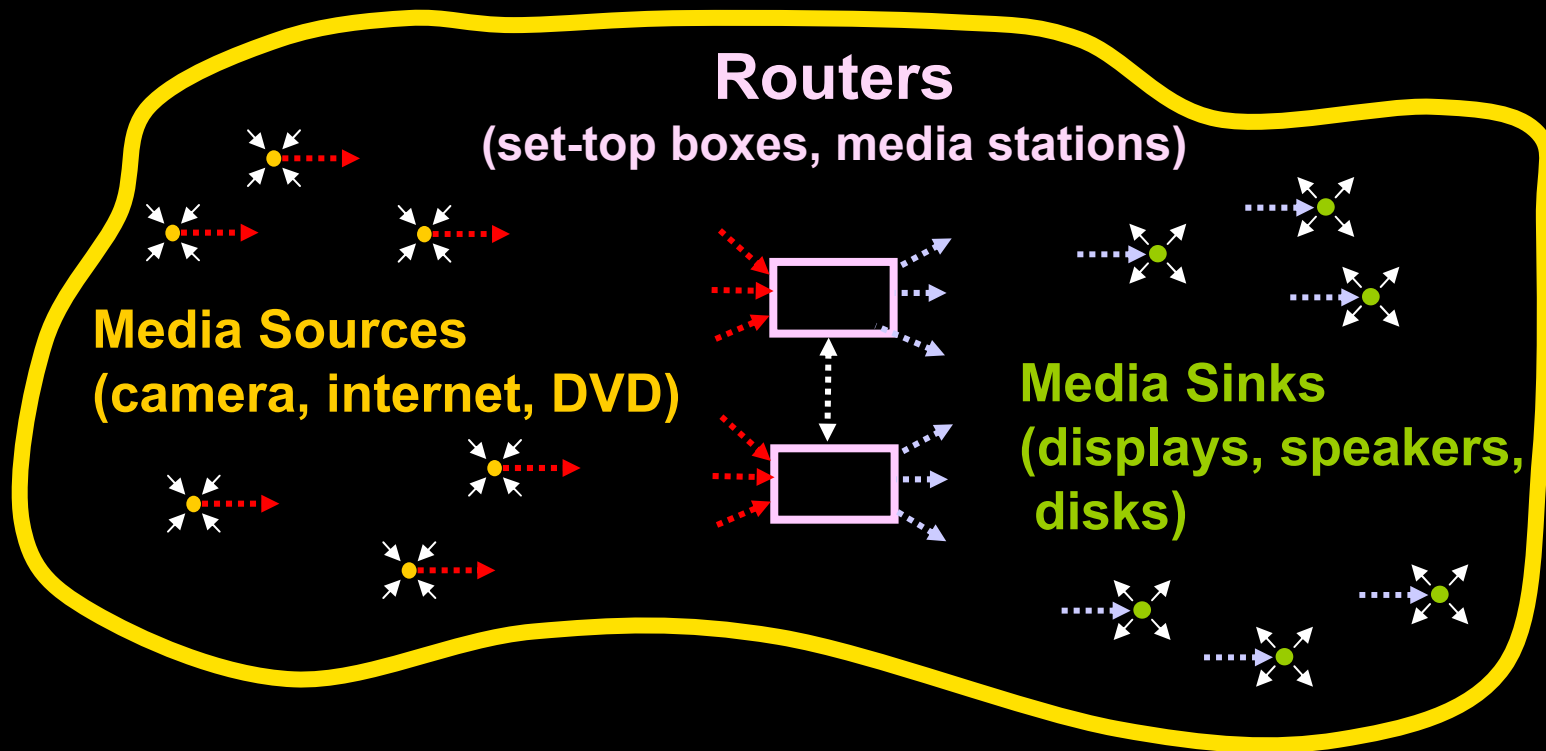 Routers
(set-top boxes, media stations)
Media Sources
(camera, internet, DVD)
Media Sinks
(displays, speakers,
disks)